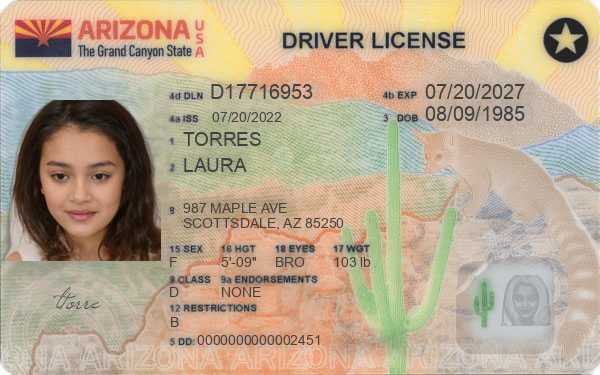 ARIZONA USA
The Grand Canyon State
DRIVER LICENSE
4d DLN D17716953
4b EXP 07/20/2027
4a ISS 07/20/2022
3 DOB 08/09/1985
1 TORRES
2 LAURA
8 987 MAPLE AVE
SCOTTSDALE, AZ 85250
15 SEX 16 HGT 18 EYES 17 WGT
F 5'-09" BRO 103 lb
9 CLASS 9a ENDORSEMENTS
D NONE
12 RESTRICTIONS
B
Torre
5 DD: 0000000000002451
ARIZONA ARIZONA ARIZONA ARIZONA